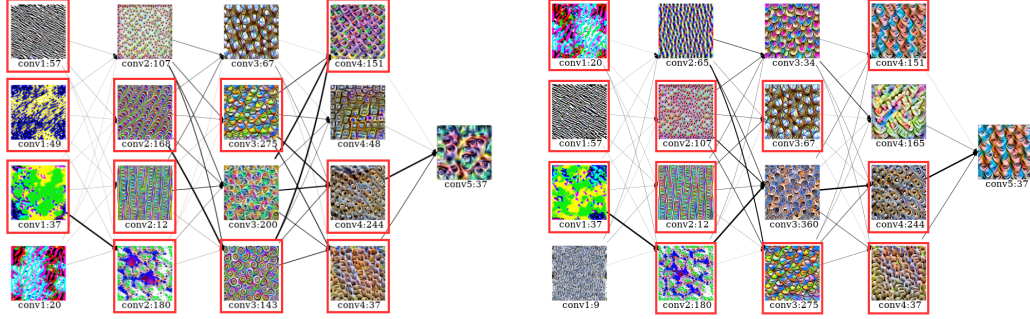 conv1:57
conv1:49
conv1:37
conv1:20
conv2:107
conv2:168
conv2:12
conv2:180
conv3:67
conv3:275
conv3:200
conv3:143
conv4:151
conv4:48
conv4:244
conv4:37
conv5:37
conv1:20
conv1:57
conv1:37
conv1:9
conv2:65
conv2:107
conv2:12
conv2:180
conv3:34
conv3:67
conv3:360
conv3:275
conv4:151
conv4:165
conv4:244
conv4:37
conv5:37